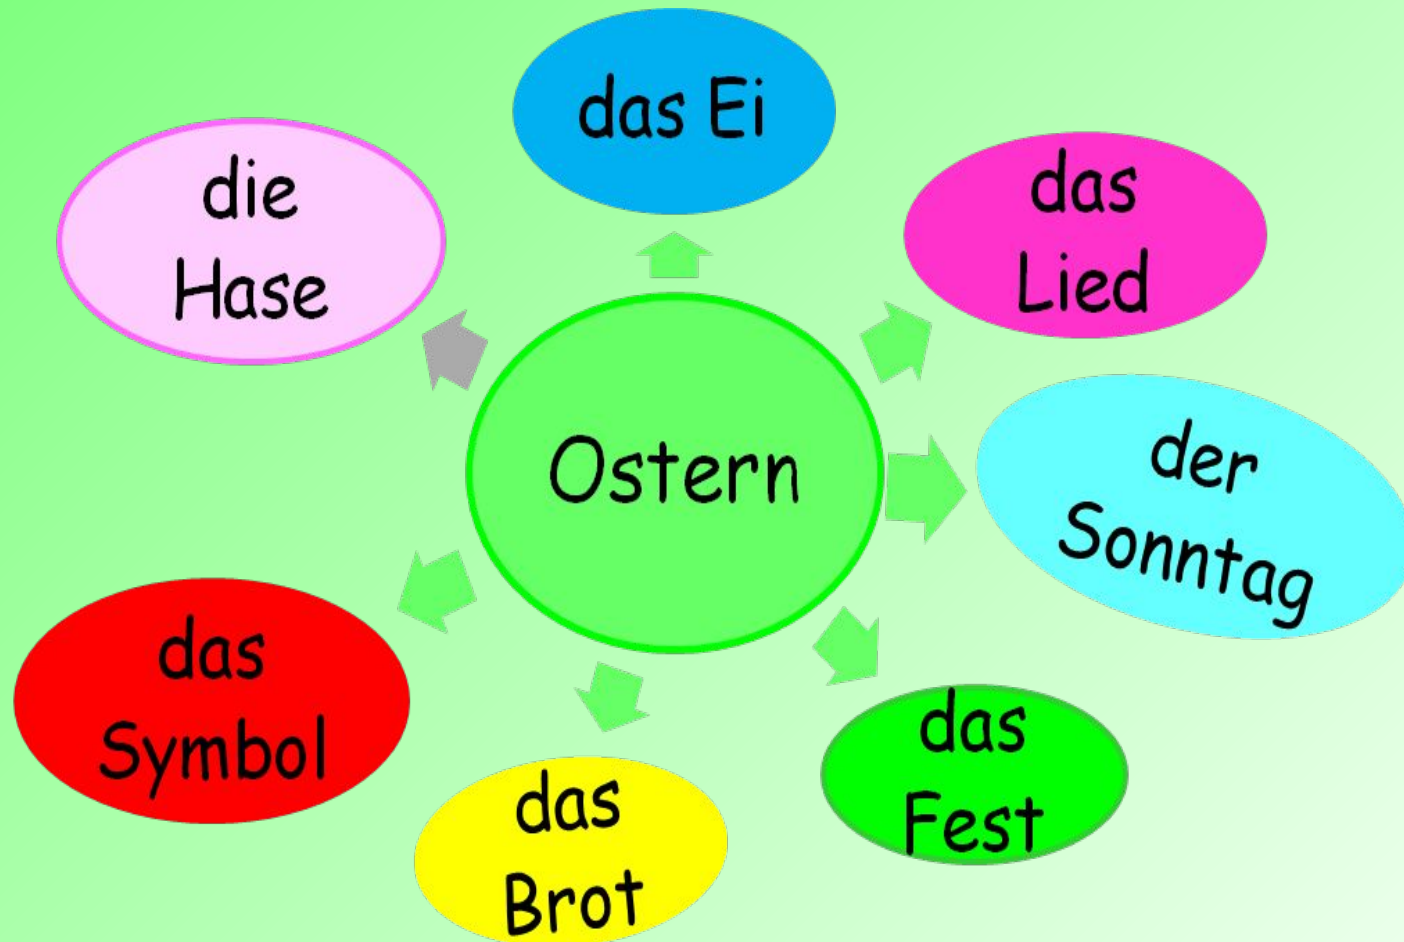 das Ei
die
Hase
das
Lied
Ostern
der
Sonntag
das
Symbol
das
Fest
das
Brot